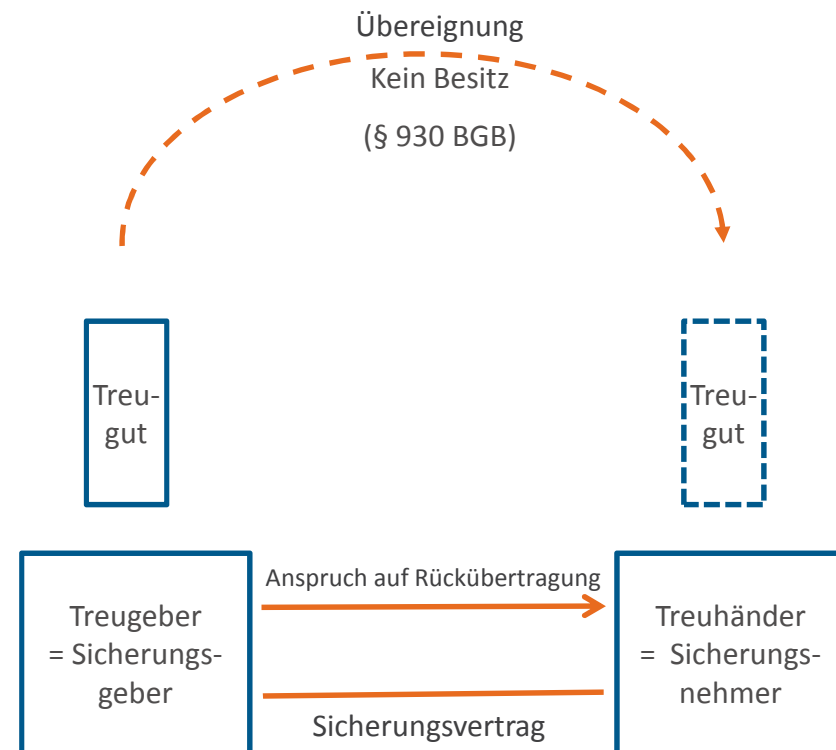 Übereignung
Kein Besitz
(§ 930 BGB)
Treu-
gut
Treu-
gut
Anspruch auf Rückübertragung
Treugeber
= Sicherungs-
geber
Treuhänder
= Sicherungs-
nehmer
Sicherungsvertrag